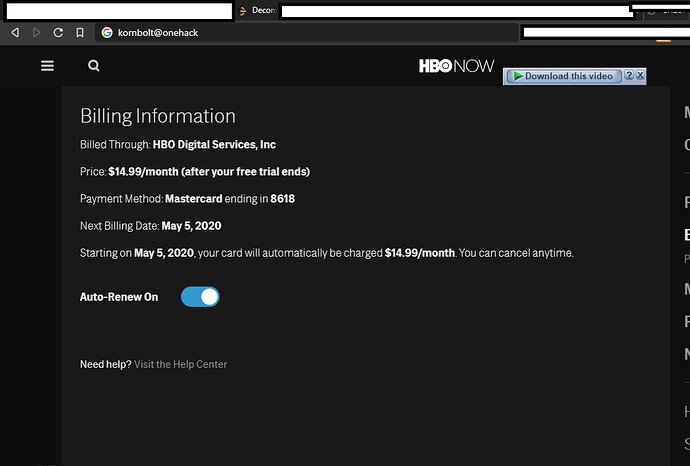 Decor
kornbolt@onehack
HBO NOW
Download this video ? X
Billing Information
Billed Through: HBO Digital Services, Inc
Price: $14.99/month (after your free trial ends)
Payment Method: Mastercard ending in 8618
Next Billing Date: May 5, 2020
Starting on May 5, 2020, your card will automatically be charged $14.99/month. You can cancel anytime.
Auto-Renew On
Need help? Visit the Help Center